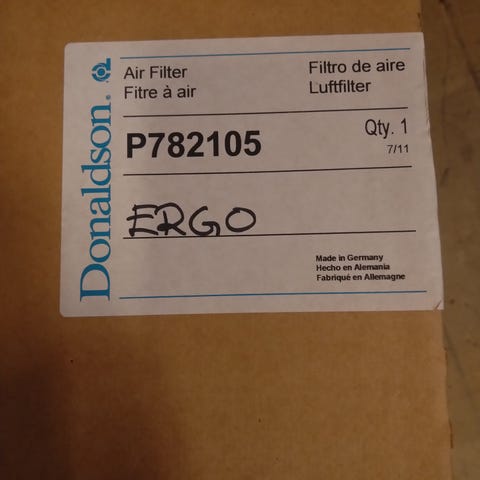 Donaldson.®
Air Filter
Fitre à air
Filtro de aire
Luftfilter
P782105
Qty. 1
7/11
ERGO
Made in Germany
Hecho en Alemania
Fabriqué en Allemagne